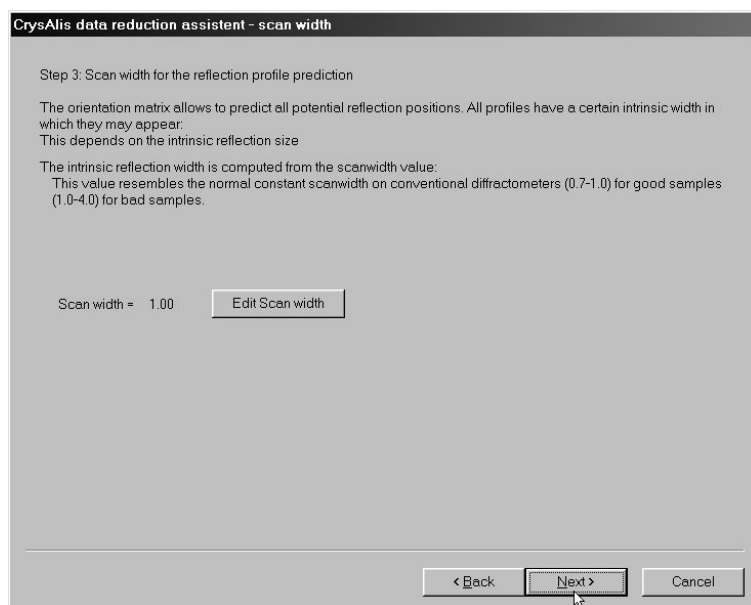 CrysAlis data reduction assistent - scan width
Step 3: Scan width for the reflection profile prediction
The orientation matrix allows to predict all potential reflection positions. All profiles have a certain intrinsic width in
which they may appear:
This depends on the intrinsic reflection size
The intrinsic reflection width is computed from the scanwidth value:
This value resembles the normal constant scanwidth on conventional diffractometers (0.7-1.0) for good samples
(1.0-4.0) for bad samples.
Scan width = 1.00 Edit Scan width
< Back Next > Cancel